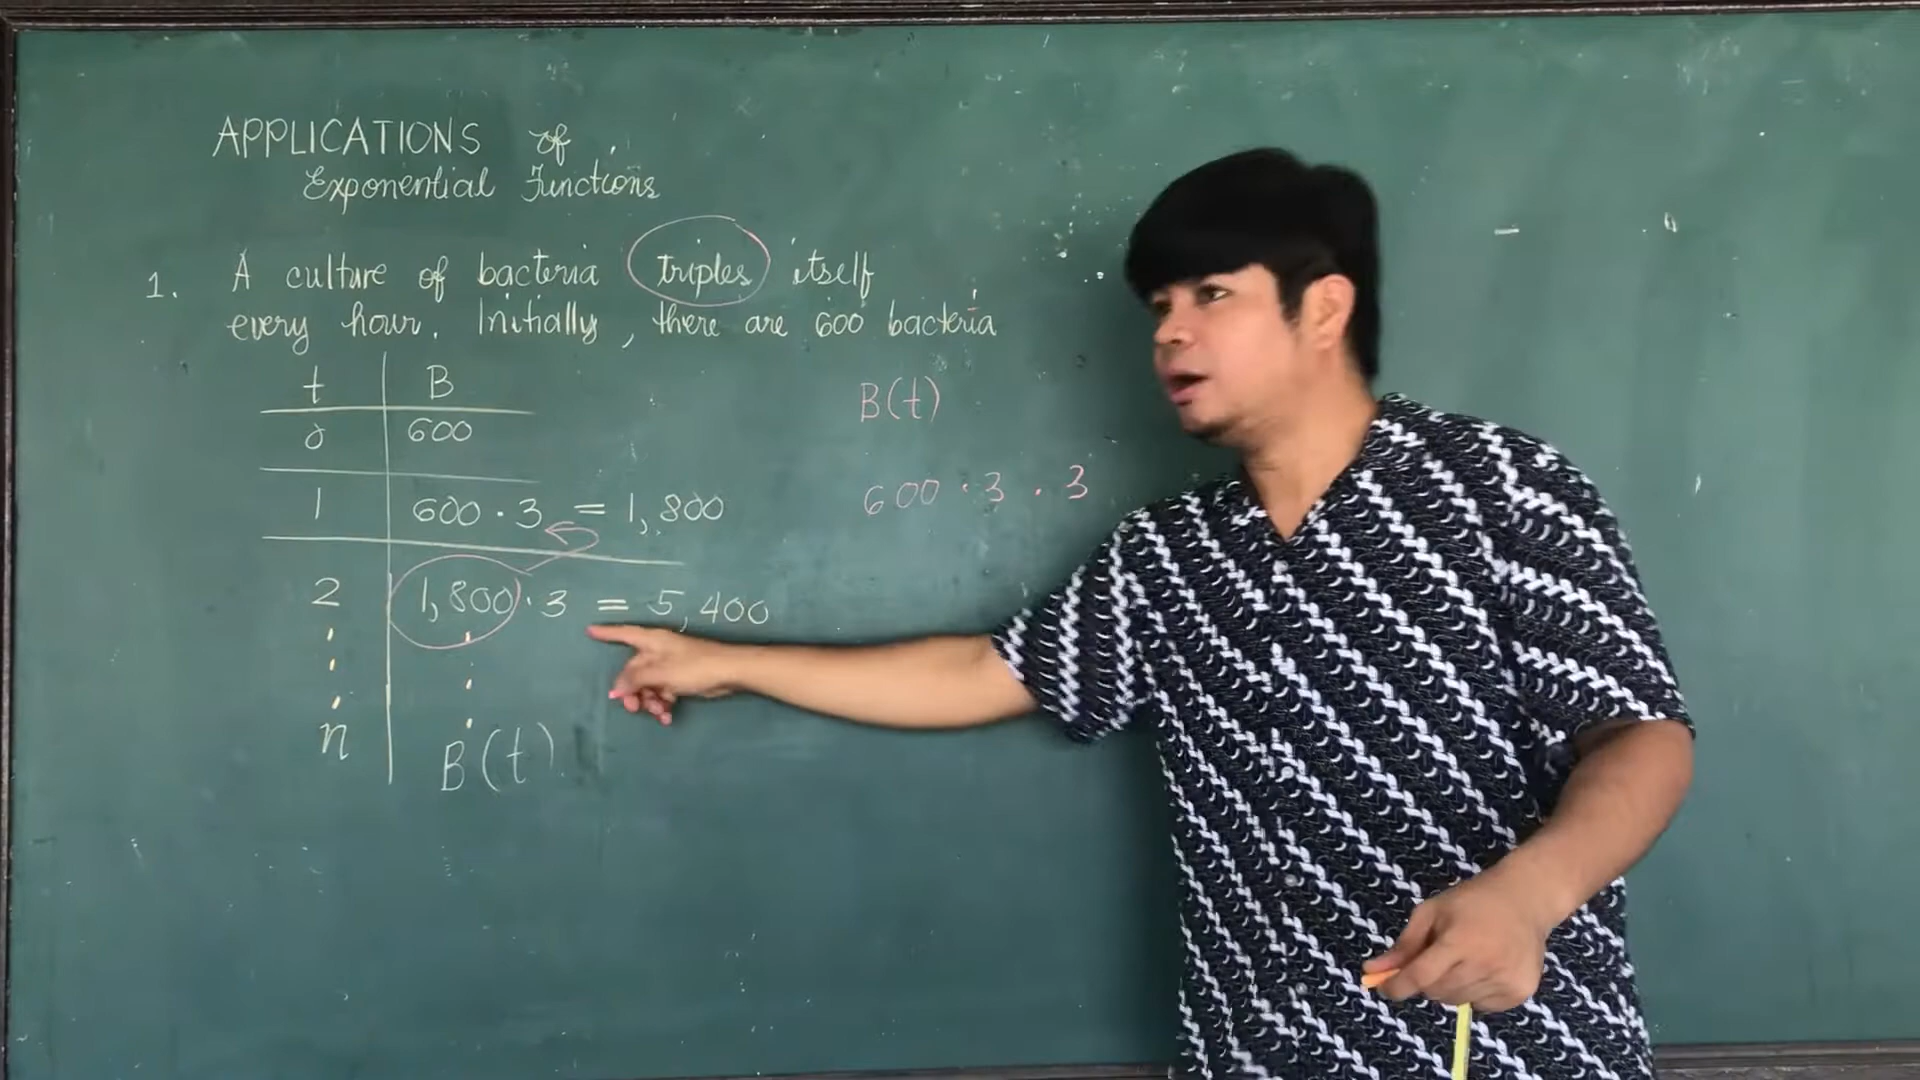 APPLICATIONS of
Exponential Functions
1. A culture of bacteria triples itself
every hour. Initially, there are 600 bacteria
t B
0 600
1 600 · 3 = 1,800
2 1,800 · 3 = 5,400
n B(t)
B(t)
600 · 3 · 3